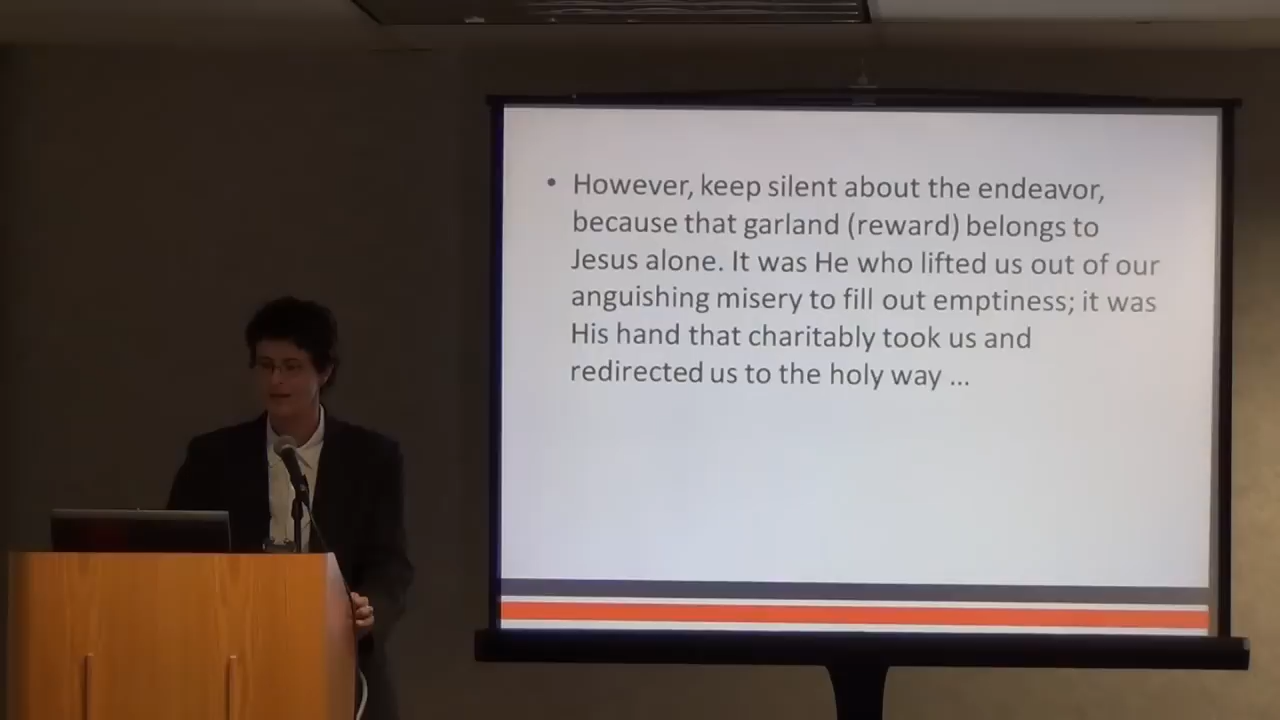 • However, keep silent about the endeavor,
because that garland (reward) belongs to
Jesus alone. It was He who lifted us out of our
anguishing misery to fill out emptiness; it was
His hand that charitably took us and
redirected us to the holy way ...